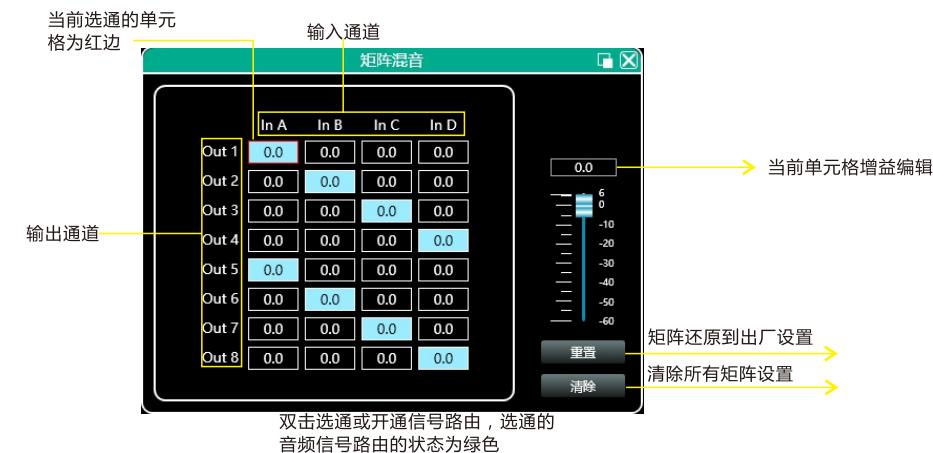 当前选通的单元
格为红边
输入通道
矩阵混音
In A In B In C In D
Out 1 0.0 0.0 0.0 0.0
Out 2 0.0 0.0 0.0 0.0
Out 3 0.0 0.0 0.0 0.0
Out 4 0.0 0.0 0.0 0.0
Out 5 0.0 0.0 0.0 0.0
Out 6 0.0 0.0 0.0 0.0
Out 7 0.0 0.0 0.0 0.0
Out 8 0.0 0.0 0.0 0.0
输出通道
0.0
当前单元格增益编辑
6
0
-10
-20
-30
-40
-50
-60
重置
矩阵还原到出厂设置
清除
清除所有矩阵设置
双击选通或开通信号路由，选通的
音频信号路由的状态为绿色